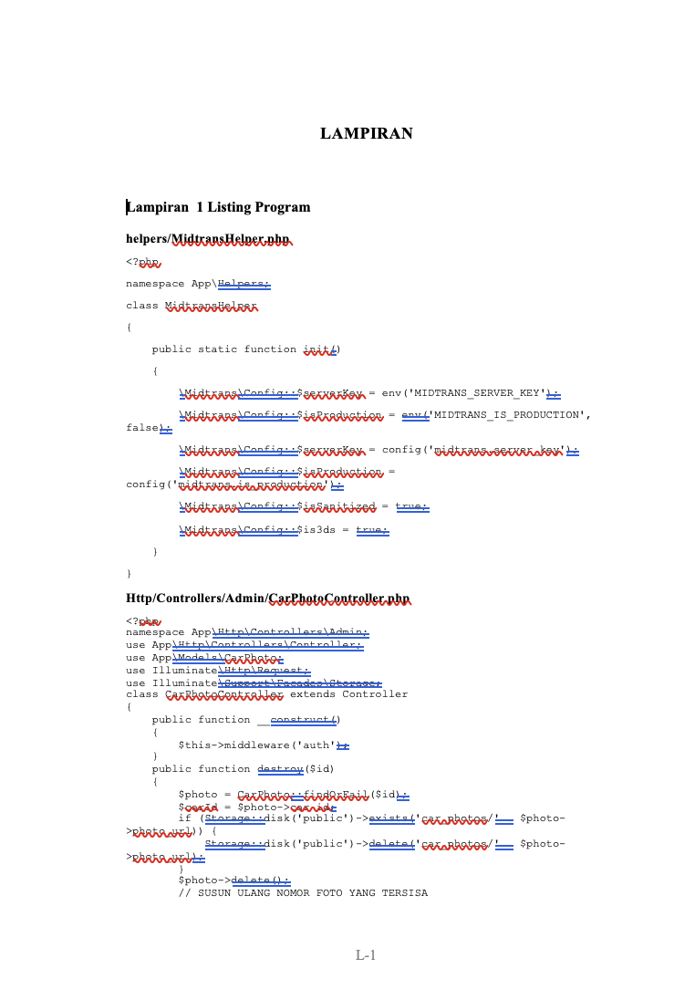 LAMPIRAN
Lampiran  1 Listing Program
helpers/MidtransHelper.php
<?php
namespace App\Helpers;
class MidtransHelper
{
    public static function init()
    {
        \Midtrans\Config::$serverKey = env('MIDTRANS_SERVER_KEY');
        \Midtrans\Config::$isProduction = env('MIDTRANS_IS_PRODUCTION',
false);
        \Midtrans\Config::$serverKey = config('midtrans.server_key');
        \Midtrans\Config::$isProduction =
config('midtrans.is_production');
        \Midtrans\Config::$isSanitized = true;
        \Midtrans\Config::$is3ds = true;
    }
}
Http/Controllers/Admin/CarPhotoController.php
<?php
namespace App\Http\Controllers\Admin;
use App\Http\Controllers\Controller;
use App\Models\CarPhoto;
use Illuminate\Http\Request;
use Illuminate\Support\Facades\Storage;
class CarPhotoController extends Controller
{
    public function __construct()
    {
        $this->middleware('auth');
    }
    public function destroy($id)
    {
        $photo = CarPhoto::findOrFail($id);
        $carId = $photo->car_id;
        if (Storage::disk('public')->exists('car_photos/' . $photo-
>photo_url)) {
            Storage::disk('public')->delete('car_photos/' . $photo-
>photo_url);
        }
        $photo->delete();
        // SUSUN ULANG NOMOR FOTO YANG TERSISA
L-1